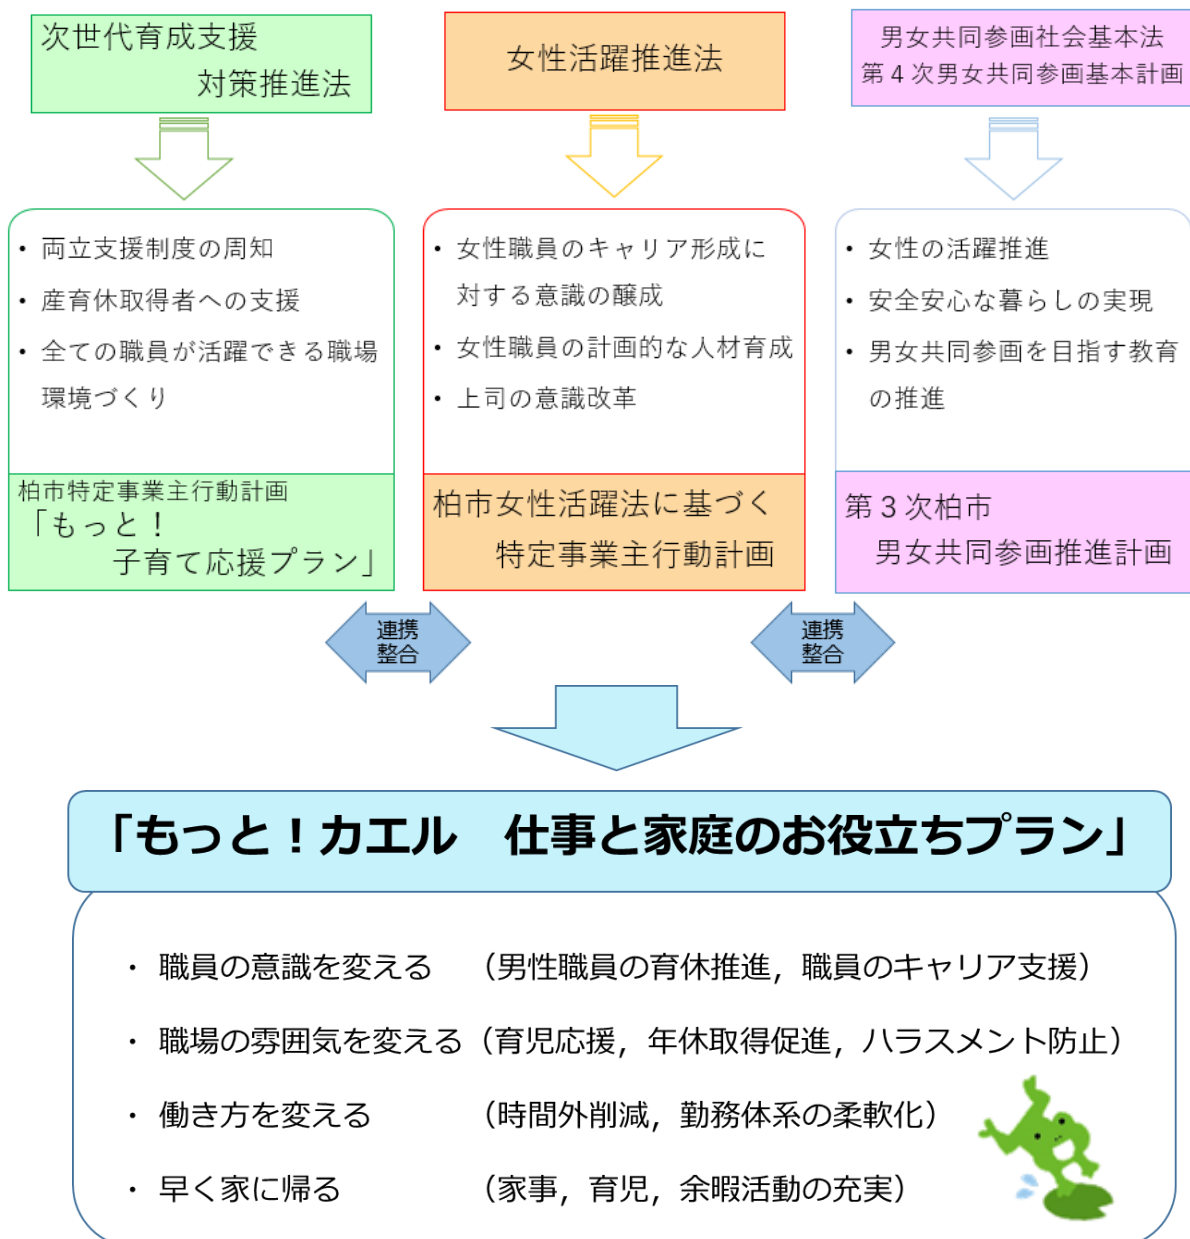 次世代育成支援
対策推進法
女性活躍推進法
男女共同参画社会基本法
第4次男女共同参画基本計画
・ 両立支援制度の周知
・ 産育休取得者への支援
・ 全ての職員が活躍できる職場
環境づくり
柏市特定事業主行動計画
「もっと！
子育て応援プラン」
・ 女性職員のキャリア形成に
対する意識の醸成
・ 女性職員の計画的な人材育成
・ 上司の意識改革
柏市女性活躍法に基づく
特定事業主行動計画
・ 女性の活躍推進
・ 安全安心な暮らしの実現
・ 男女共同参画を目指す教育
の推進
第3次柏市
男女共同参画推進計画
連携
整合
連携
整合
「もっと！カエル　仕事と家庭のお役立ちプラン」
・ 職員の意識を変える （男性職員の育休推進，職員のキャリア支援）
・ 職場の雰囲気を変える （育児応援，年休取得促進，ハラスメント防止）
・ 働き方を変える （時間外削減，勤務体系の柔軟化）
・ 早く家に帰る （家事，育児，余暇活動の充実）